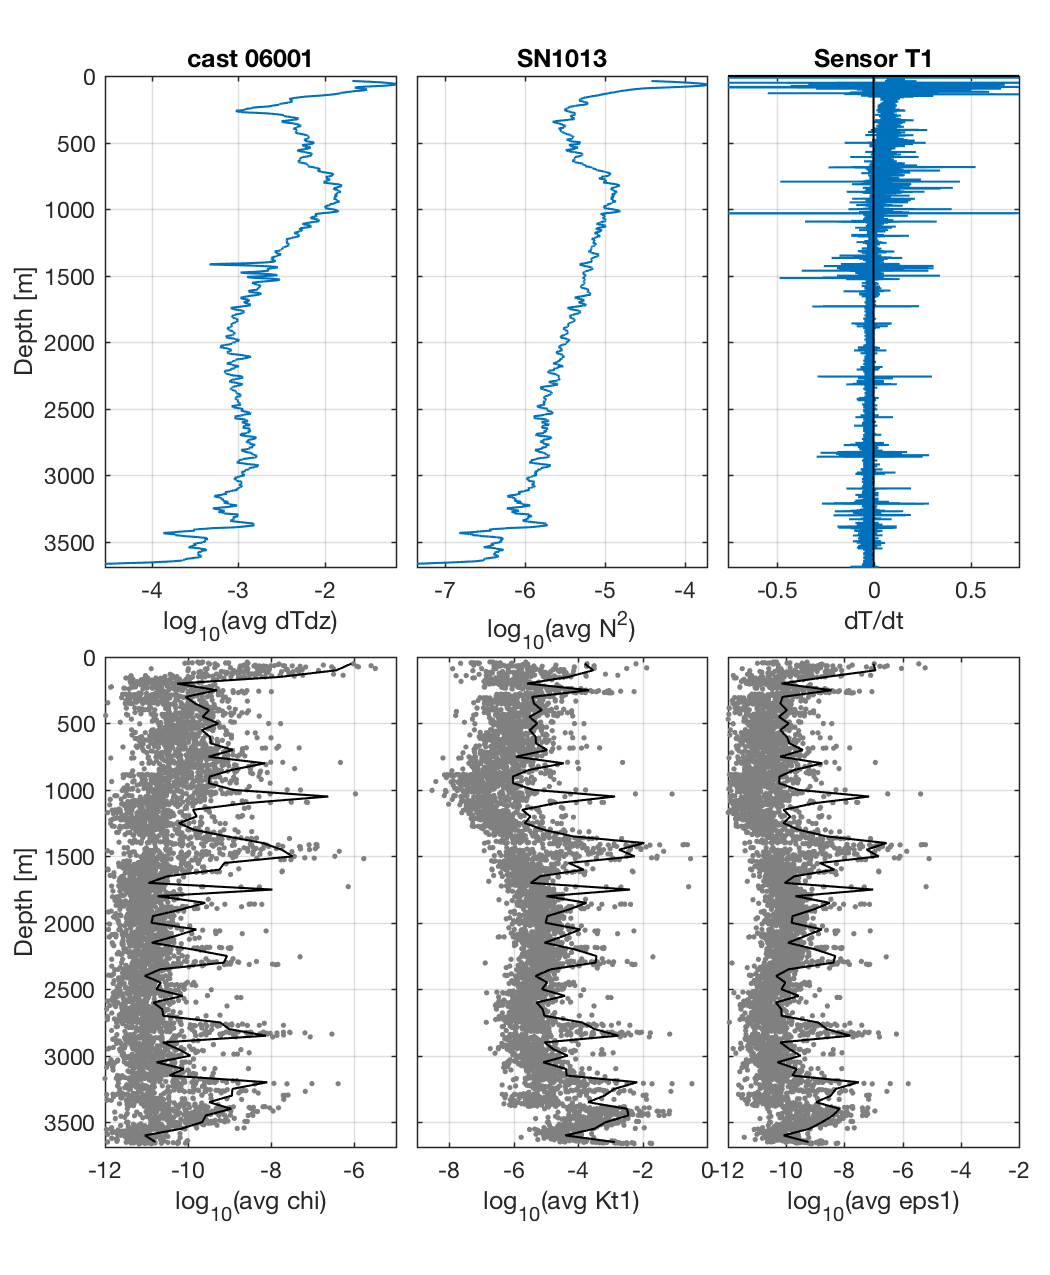 cast 06001 SN1013 Sensor T1
0
500
1000
1500
2000
2500
3000
3500
Depth [m]
-4 -3 -2 -7 -6 -5 -4 -0.5 0 0.5
log10(avg dTdz) log10(avg N2) dT/dt
0
500
1000
1500
2000
2500
3000
3500
Depth [m]
-12 -10 -8 -6 -8 -6 -4 -2 0 -12 -10 -8 -6 -4 -2
log10(avg chi) log10(avg Kt1) log10(avg eps1)